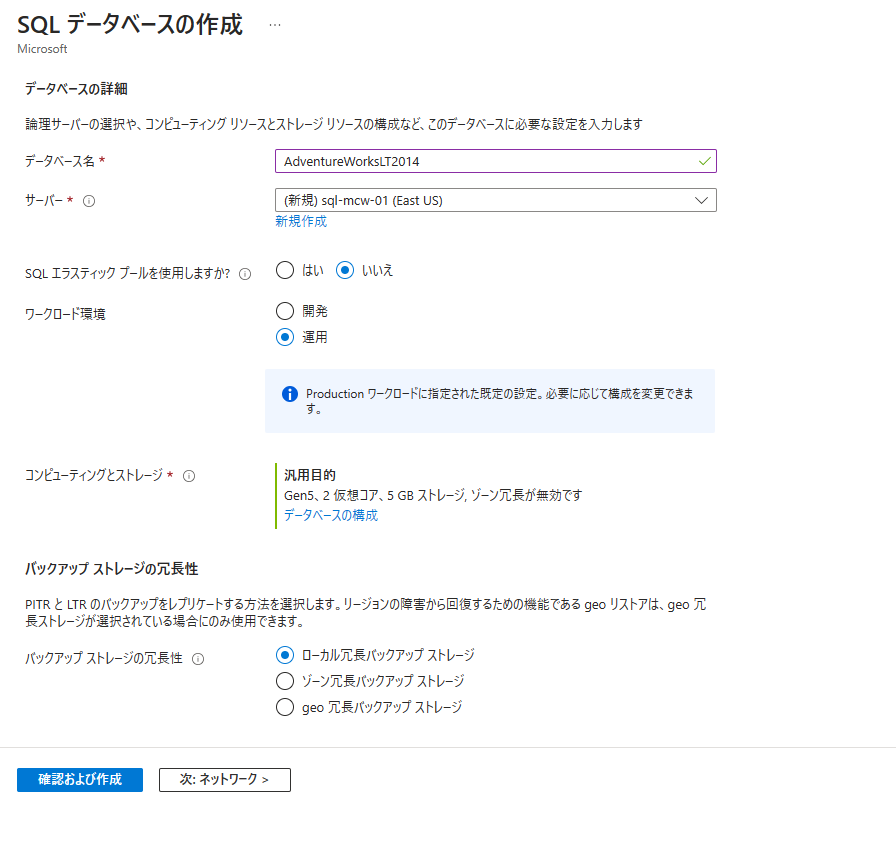 SQL データベースの作成 …
Microsoft
データベースの詳細
論理サーバーの選択や、コンピューティング リソースとストレージ リソースの構成など、このデータベースに必要な設定を入力します
データベース名 * AdventureWorksLT2014
サーバー * (新規) sql-mcw-01 (East US)
新規作成
SQL エラスティック プールを使用しますか? はい いいえ
ワークロード環境 開発
運用
Production ワークロードに指定された既定の設定。必要に応じて構成を変更できま
す。
コンピューティングとストレージ * 汎用目的
Gen5、2 仮想コア、5 GB ストレージ, ゾーン冗長が無効です
データベースの構成
バックアップ ストレージの冗長性
PITR と LTR のバックアップをレプリケートする方法を選択します。リージョンの障害から回復するための機能である geo リストアは、geo 冗
長ストレージが選択されている場合にのみ使用できます。
バックアップ ストレージの冗長性 ローカル冗長バックアップ ストレージ
ゾーン冗長バックアップ ストレージ
geo 冗長バックアップ ストレージ
確認および作成 次: ネットワーク >